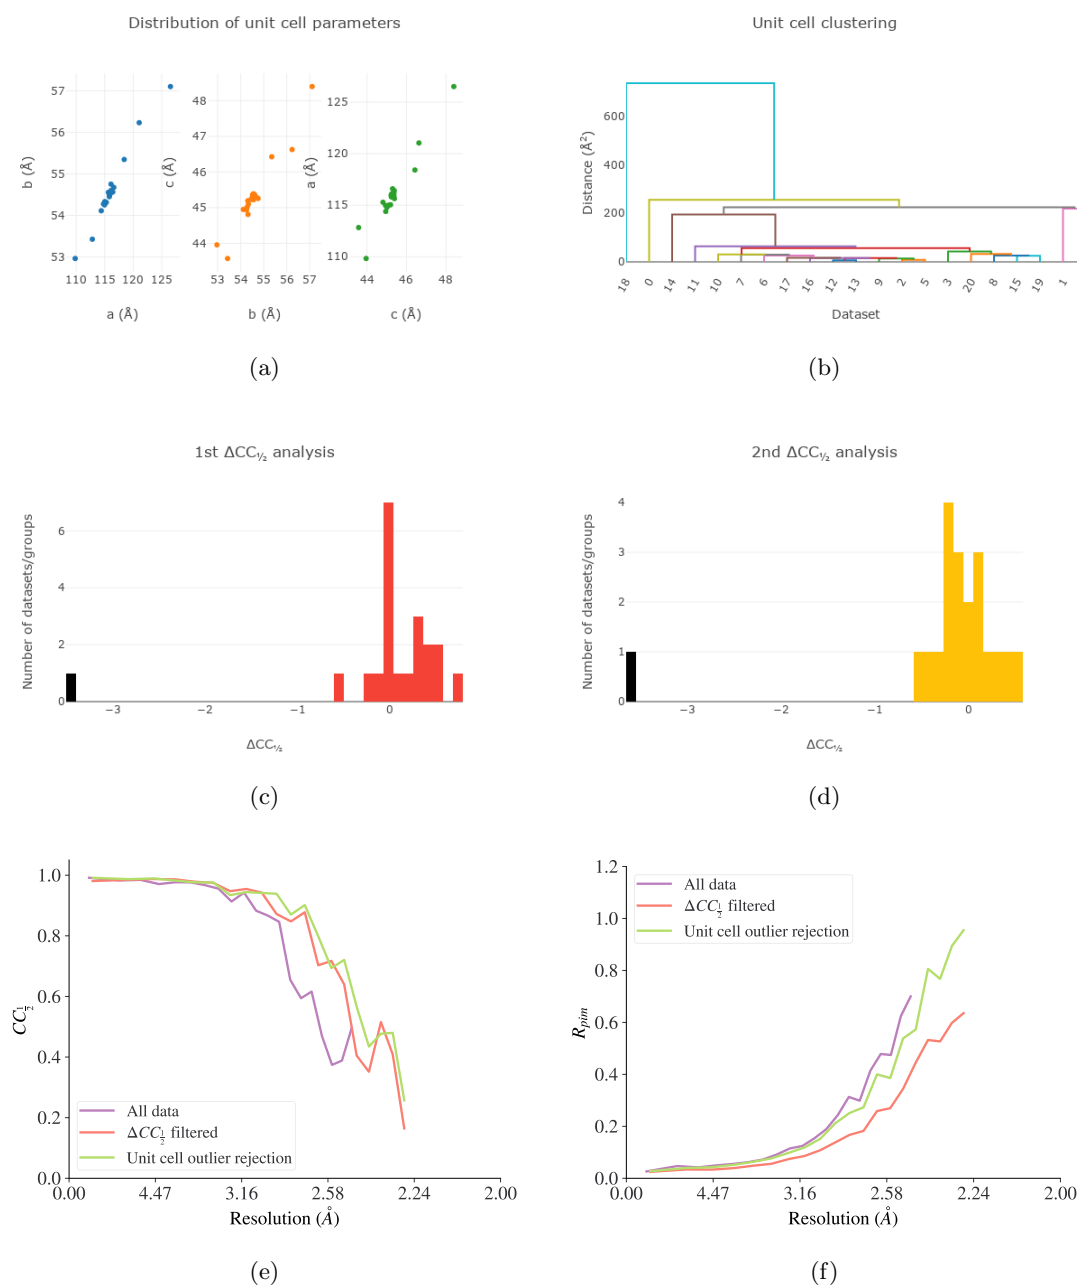 Distribution of unit cell parameters
Unit cell clustering
57
56
55
54
53
b (Å)
110
115
120
125
a (Å)
48
47
46
45
44
c (Å)
53
54
55
56
57
b (Å)
125
120
115
110
a (Å)
44
46
48
c (Å)
600
400
200
0
Distance (Å²)
18
0
14
11
10
7
6
17
16
12
13
9
2
5
3
20
8
15
19
1
Dataset
(a)
(b)
1st ΔCC½ analysis
2nd ΔCC½ analysis
6
4
2
0
Number of datasets/groups
−3
−2
−1
0
ΔCC½
4
3
2
1
0
Number of datasets/groups
−3
−2
−1
0
ΔCC½
(c)
(d)
1.0
0.8
0.6
0.4
0.2
0.0
CC1/2
All data
ΔCC1/2 filtered
Unit cell outlier rejection
0.00
4.47
3.16
2.58
2.24
2.00
Resolution (Å)
1.2
1.0
0.8
0.6
0.4
0.2
0.0
Rpim
All data
ΔCC1/2 filtered
Unit cell outlier rejection
0.00
4.47
3.16
2.58
2.24
2.00
Resolution (Å)
(e)
(f)